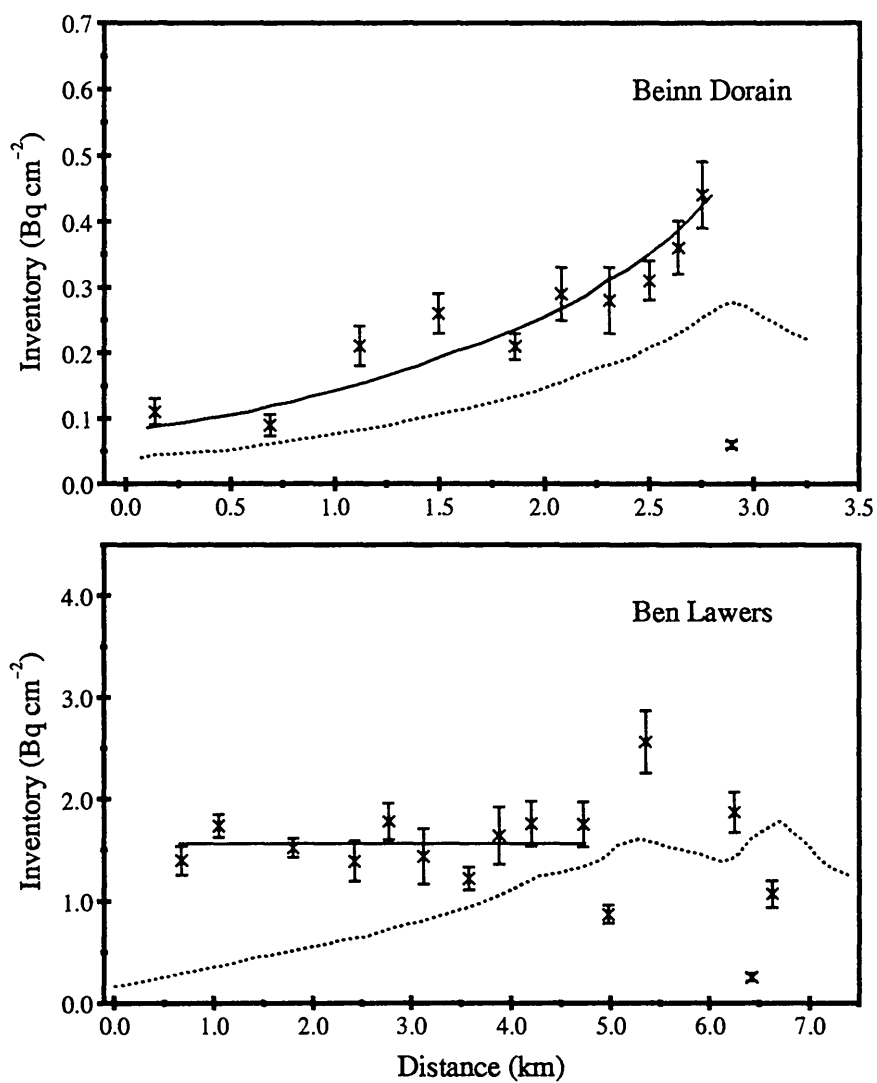 0.7
0.6
0.5
0.4
0.3
0.2
0.1
0.0
Inventory (Bq cm⁻²)
Beinn Dorain
0.0 0.5 1.0 1.5 2.0 2.5 3.0 3.5
4.0
3.0
2.0
1.0
0.0
Inventory (Bq cm⁻²)
Ben Lawers
0.0 1.0 2.0 3.0 4.0 5.0 6.0 7.0
Distance (km)